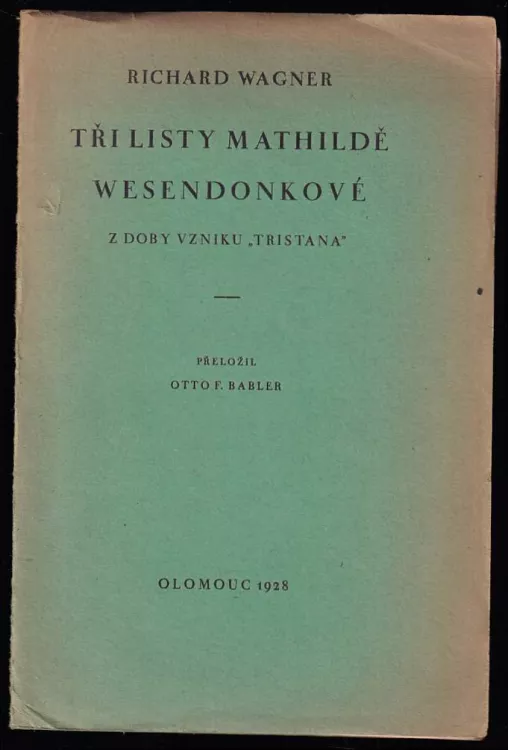 RICHARD WAGNER
TŘI LISTY MATHILDĚ
WESENDONKOVÉ
Z DOBY VZNIKU „TRISTANA“
PŘELOŽIL
OTTO F. BABLER
OLOMOUC 1928